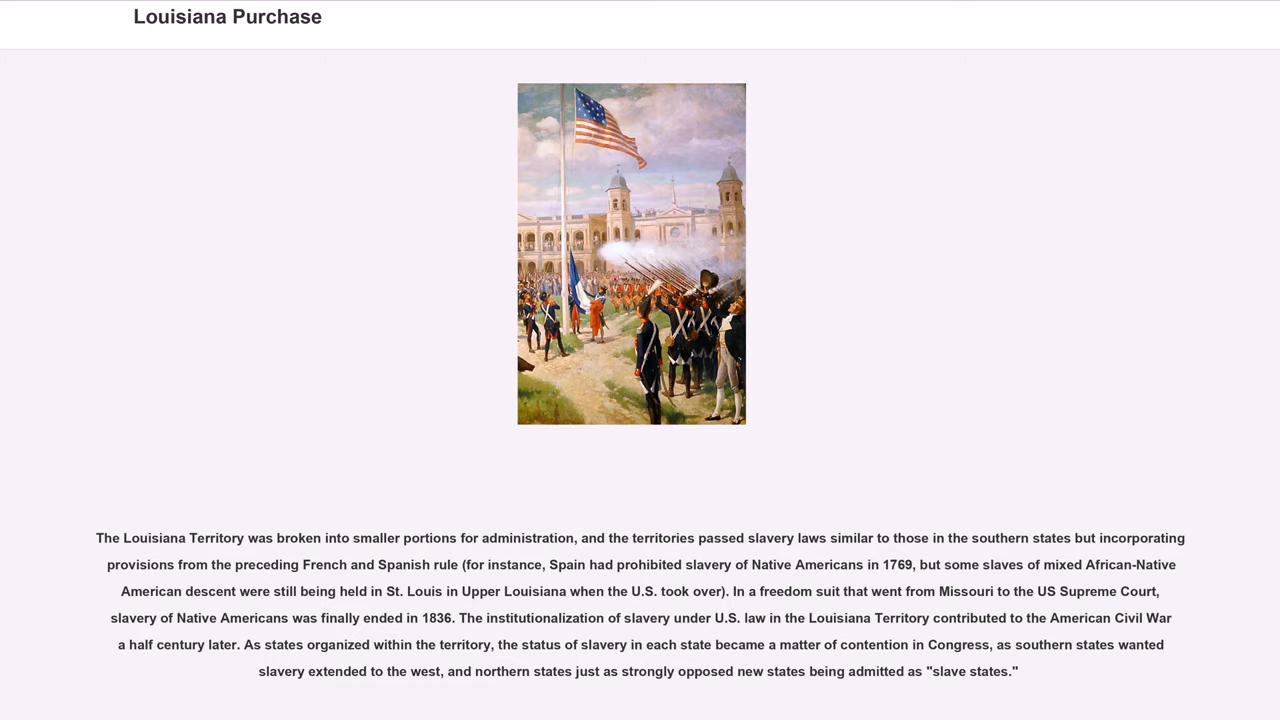 Louisiana Purchase
The Louisiana Territory was broken into smaller portions for administration, and the territories passed slavery laws similar to those in the southern states but incorporating
provisions from the preceding French and Spanish rule (for instance, Spain had prohibited slavery of Native Americans in 1769, but some slaves of mixed African-Native
American descent were still being held in St. Louis in Upper Louisiana when the U.S. took over). In a freedom suit that went from Missouri to the US Supreme Court,
slavery of Native Americans was finally ended in 1836. The institutionalization of slavery under U.S. law in the Louisiana Territory contributed to the American Civil War
a half century later. As states organized within the territory, the status of slavery in each state became a matter of contention in Congress, as southern states wanted
slavery extended to the west, and northern states just as strongly opposed new states being admitted as "slave states."